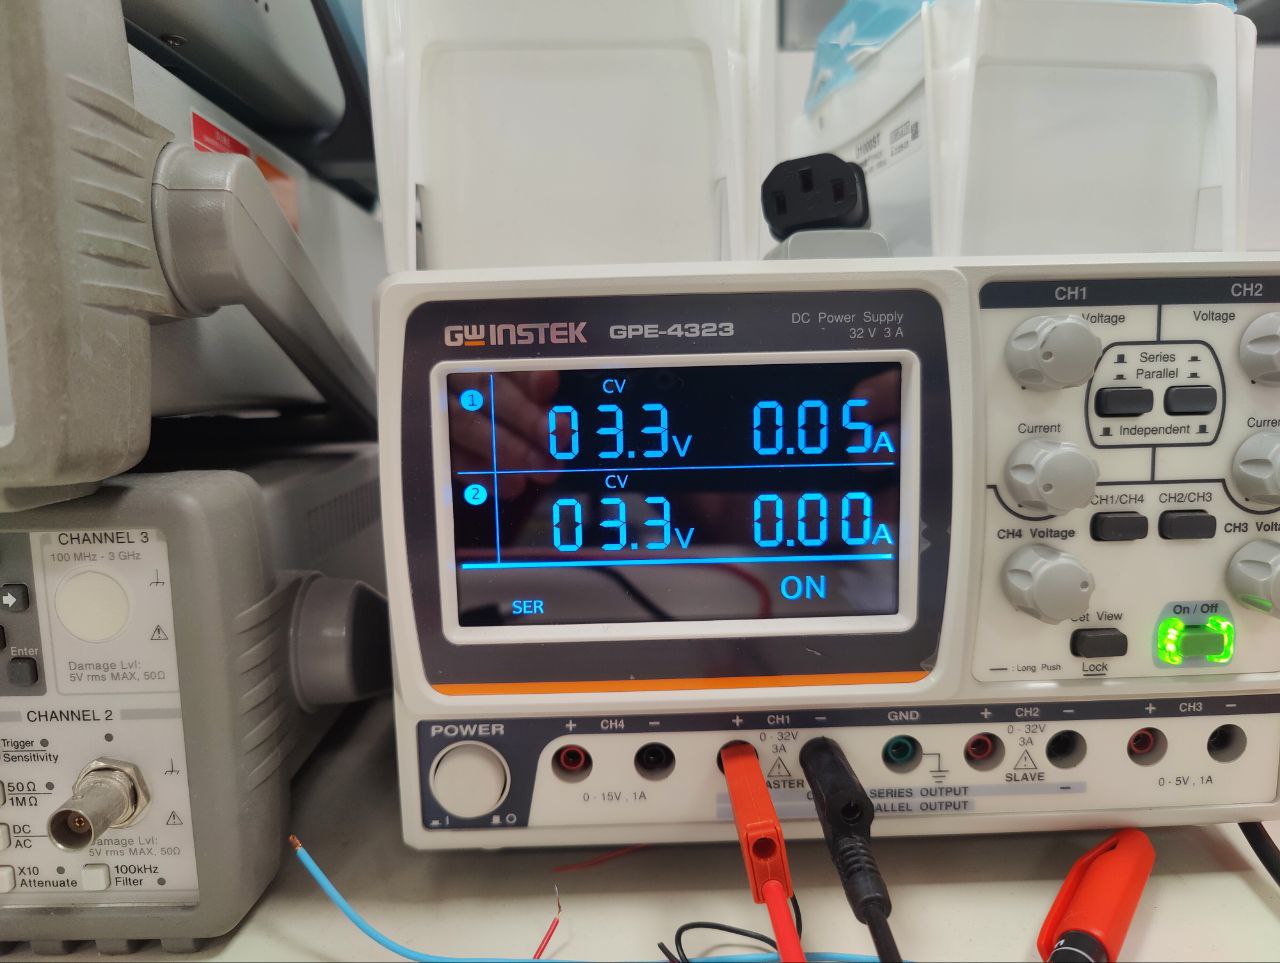 GWINSTEK GPE-4323
DC Power Supply
32 V 3 A
1
CV
03.3V 0.05A
2
CV
03.3V 0.00A
SER
ON
CH1
CH2
Voltage
Voltage
Series
Parallel
Independent
Current
CH1/CH4
CH2/CH3
CH4 Voltage
CH3
On / Off
View
Lock
: Long Push
POWER
I
O
+ CH4 −
0 - 15V , 1A
+ CH1 −
0 - 32V
3A
GND
+ CH2 −
0 - 32V
3A
SLAVE
+ CH3 −
0 - 5V, 1A
SERIES OUTPUT
OUTPUT
CHANNEL 3
100 MHz - 3 GHz
Enter
Damage Lvl:
5V rms MAX, 50Ω
CHANNEL 2
Trigger
Sensitivity
50Ω
1MΩ
DC
AC
Damage Lvl:
5V rms MAX, 50Ω
X10
Attenuate
100kHz
Filter